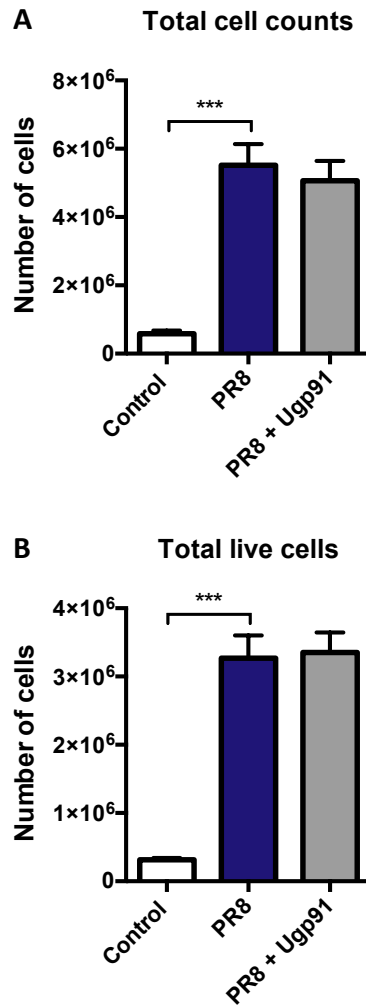 A Total cell counts
Number of cells
8×10⁶
6×10⁶
4×10⁶
2×10⁶
0
***
Control
PR8
PR8 + Ugp91
B Total live cells
Number of cells
4×10⁶
3×10⁶
2×10⁶
1×10⁶
0
***
Control
PR8
PR8 + Ugp91